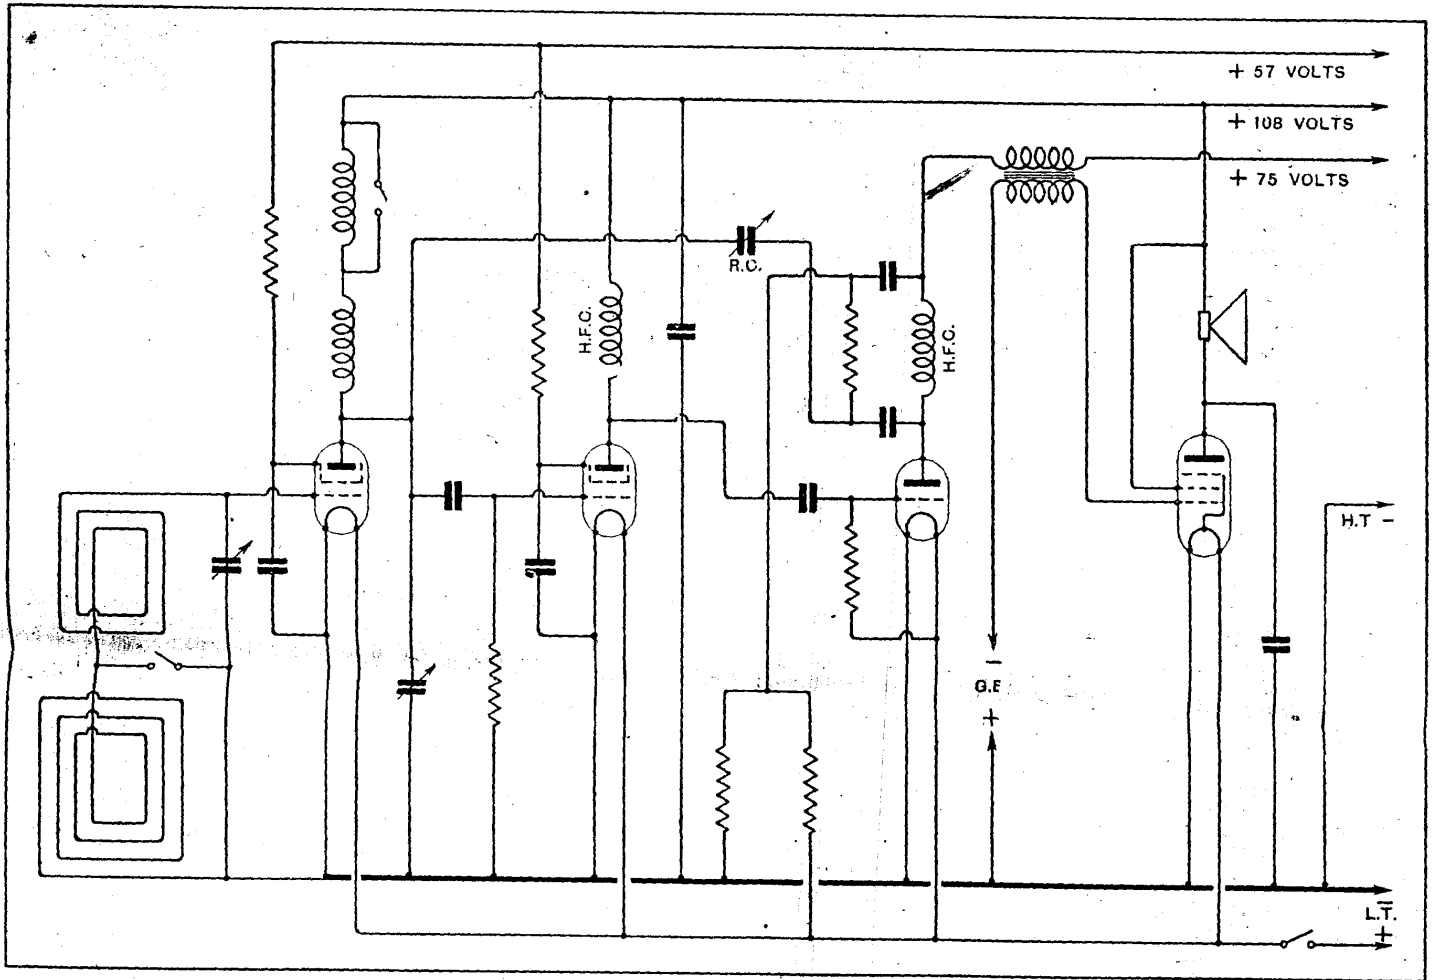 + 57 VOLTS
+ 108 VOLTS
+ 75 VOLTS
R.C.
H.F.C.
H.F.C.
H.T -
-
G.E
+
L.T.
+